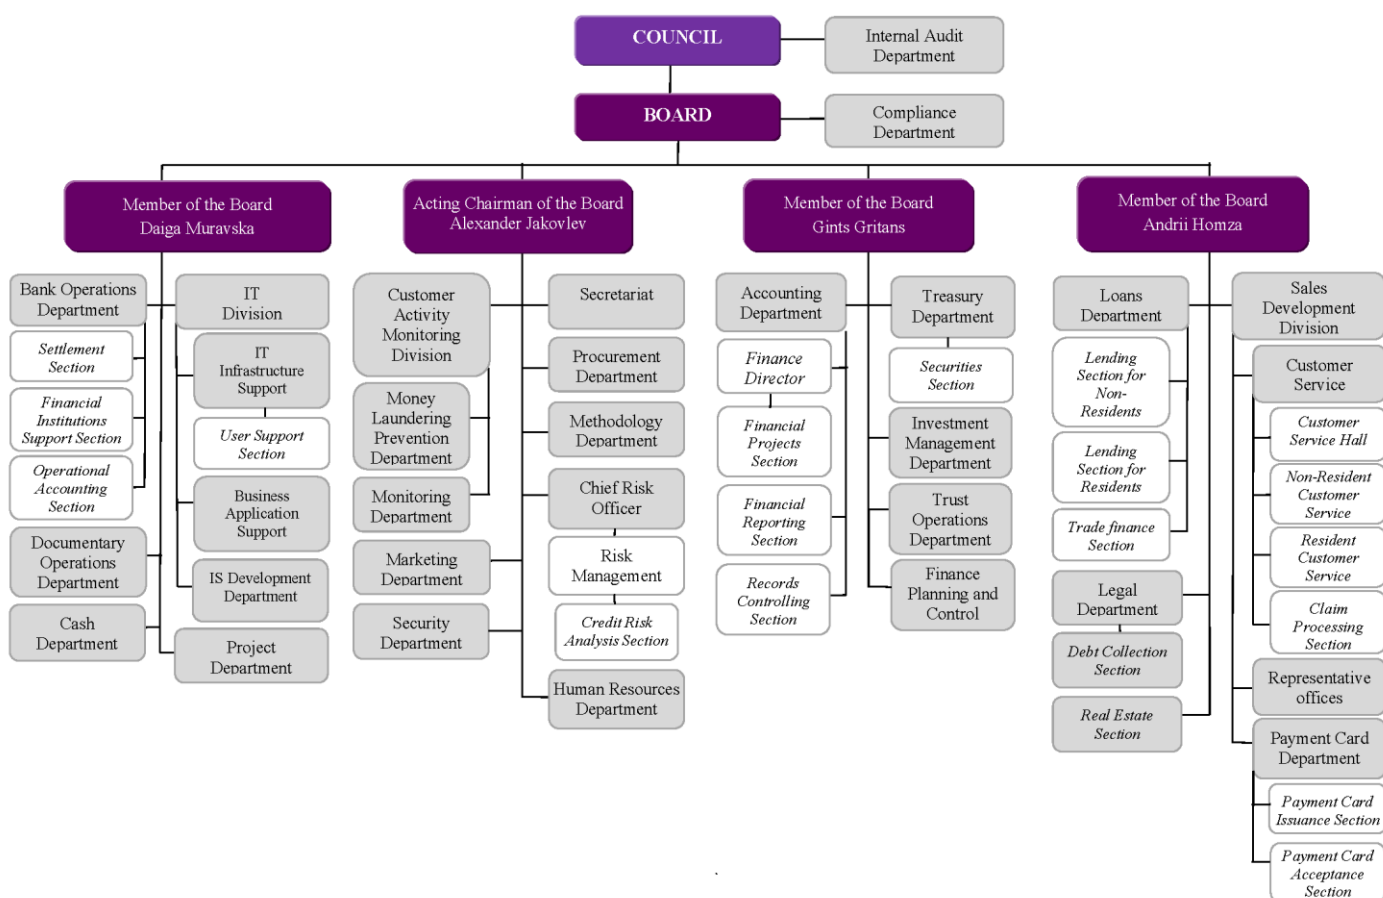 COUNCIL
Internal Audit
Department
BOARD
Compliance
Department
Member of the Board
Daiga Muravska
Acting Chairman of the Board
Alexander Jakovlev
Member of the Board
Gints Gritans
Member of the Board
Andrii Homza
Bank Operations
Department
Settlement
Section
Financial
Institutions
Support Section
Operational
Accounting
Section
Documentary
Operations
Department
Cash
Department
IT
Division
IT
Infrastructure
Support
User Support
Section
Business
Application
Support
IS Development
Department
Project
Department
Customer
Activity
Monitoring
Division
Money
Laundering
Prevention
Department
Monitoring
Department
Marketing
Department
Security
Department
Secretariat
Procurement
Department
Methodology
Department
Chief Risk
Officer
Risk
Management
Credit Risk
Analysis Section
Human Resources
Department
Accounting
Department
Finance
Director
Financial
Projects
Section
Financial
Reporting
Section
Records
Controlling
Section
Treasury
Department
Securities
Section
Investment
Management
Department
Trust
Operations
Department
Finance
Planning and
Control
Loans
Department
Lending
Section for
Non-
Residents
Lending
Section for
Residents
Trade finance
Section
Legal
Department
Debt Collection
Section
Real Estate
Section
Sales
Development
Division
Customer
Service
Customer
Service Hall
Non-Resident
Customer
Service
Resident
Customer
Service
Claim
Processing
Section
Representative
offices
Payment Card
Department
Payment Card
Issuance Section
Payment Card
Acceptance
Section